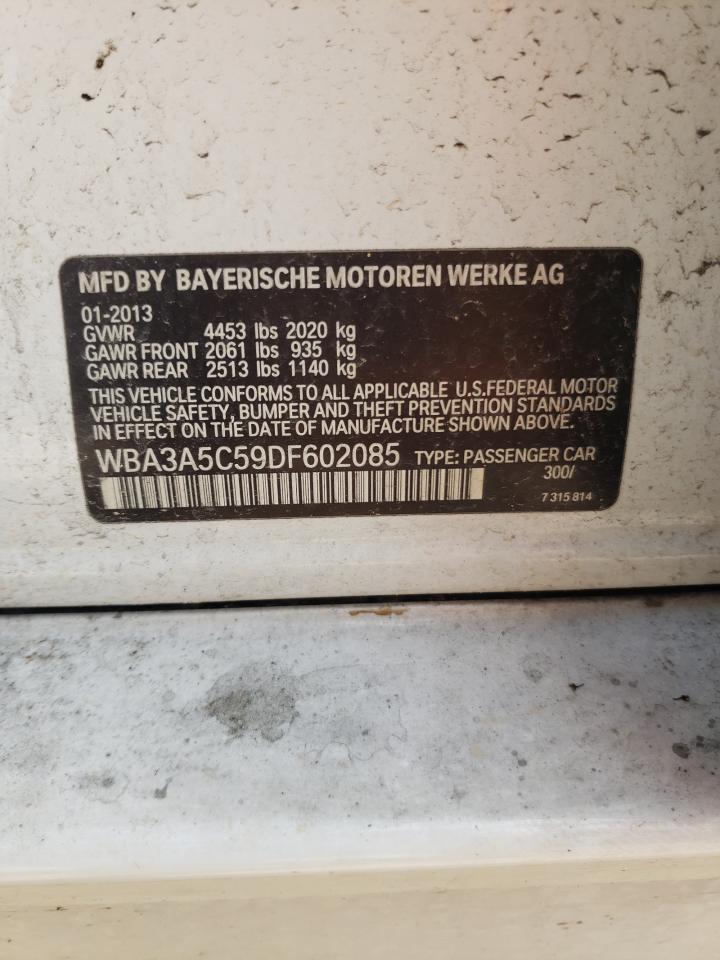 MFD BY BAYERISCHE MOTOREN WERKE AG
01-2013
GVWR 4453 lbs 2020 kg
GAWR FRONT 2061 lbs 935 kg
GAWR REAR 2513 lbs 1140 kg
THIS VEHICLE CONFORMS TO ALL APPLICABLE U.S.FEDERAL MOTOR
VEHICLE SAFETY, BUMPER AND THEFT PREVENTION STANDARDS
IN EFFECT ON THE DATE OF MANUFACTURE SHOWN ABOVE.
WBA3A5C59DF602085 TYPE: PASSENGER CAR
300/
7 315 814